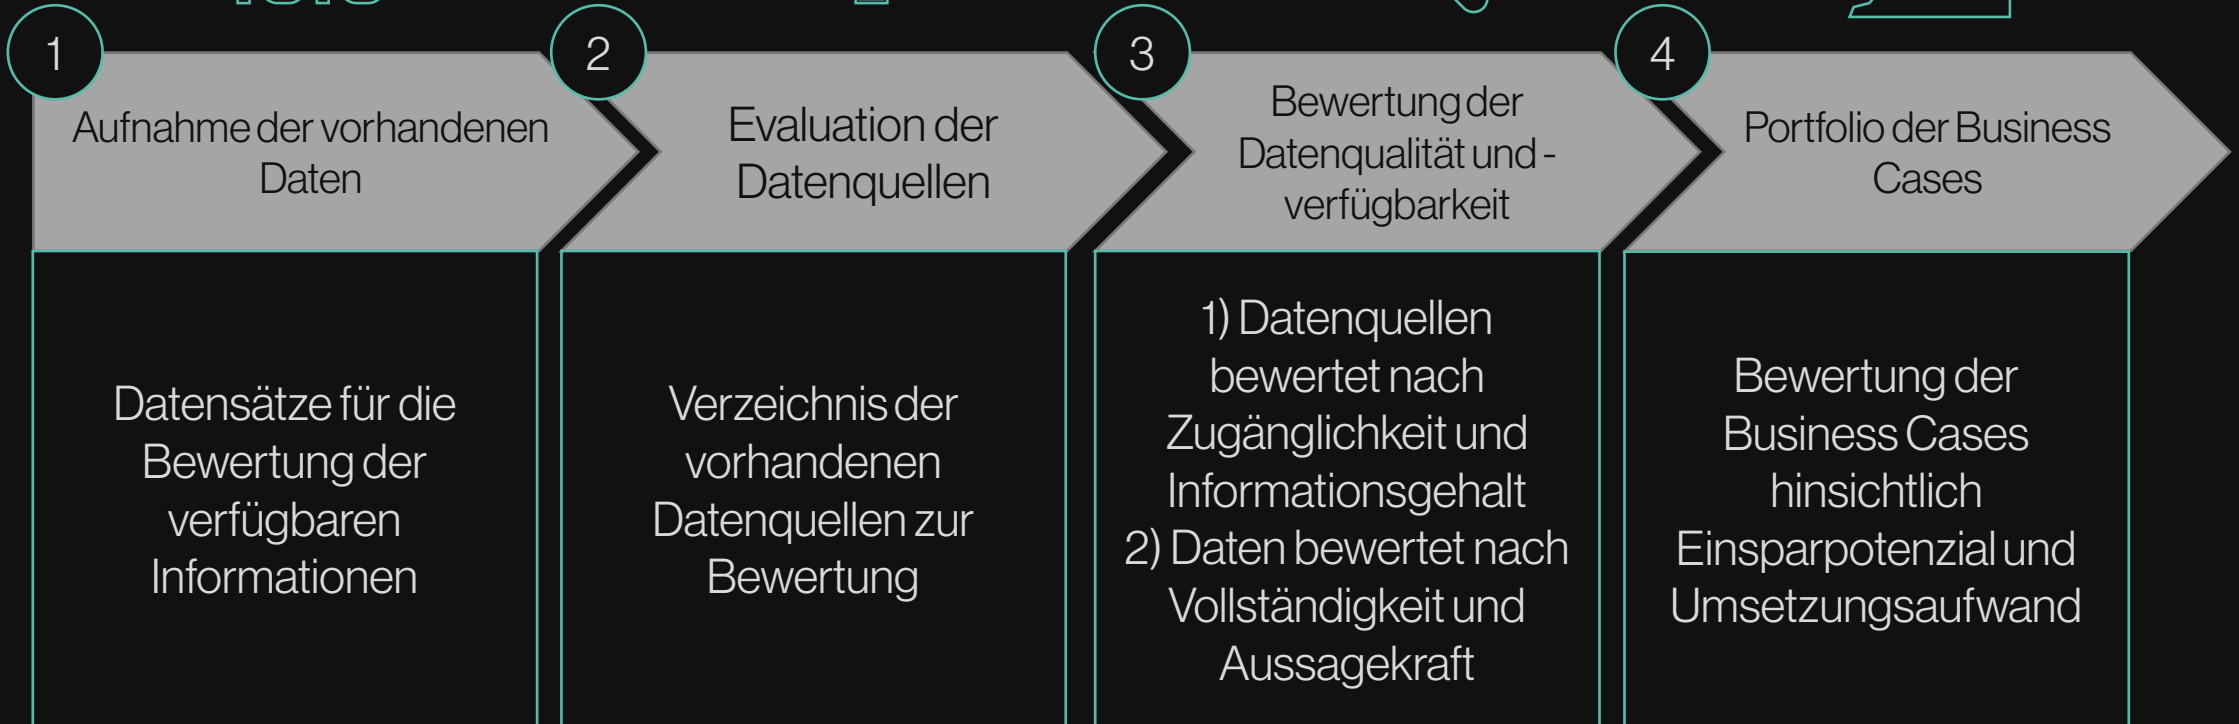 1
Aufnahme der vorhandenen
Daten
Datensätze für die
Bewertung der
verfügbaren
Informationen
2
Evaluation der
Datenquellen
Verzeichnis der
vorhandenen
Datenquellen zur
Bewertung
3
Bewertung der
Datenqualität und -
verfügbarkeit
1) Datenquellen
bewertet nach
Zugänglichkeit und
Informationsgehalt
2) Daten bewertet nach
Vollständigkeit und
Aussagekraft
4
Portfolio der Business
Cases
Bewertung der
Business Cases
hinsichtlich
Einsparpotenzial und
Umsetzungsaufwand